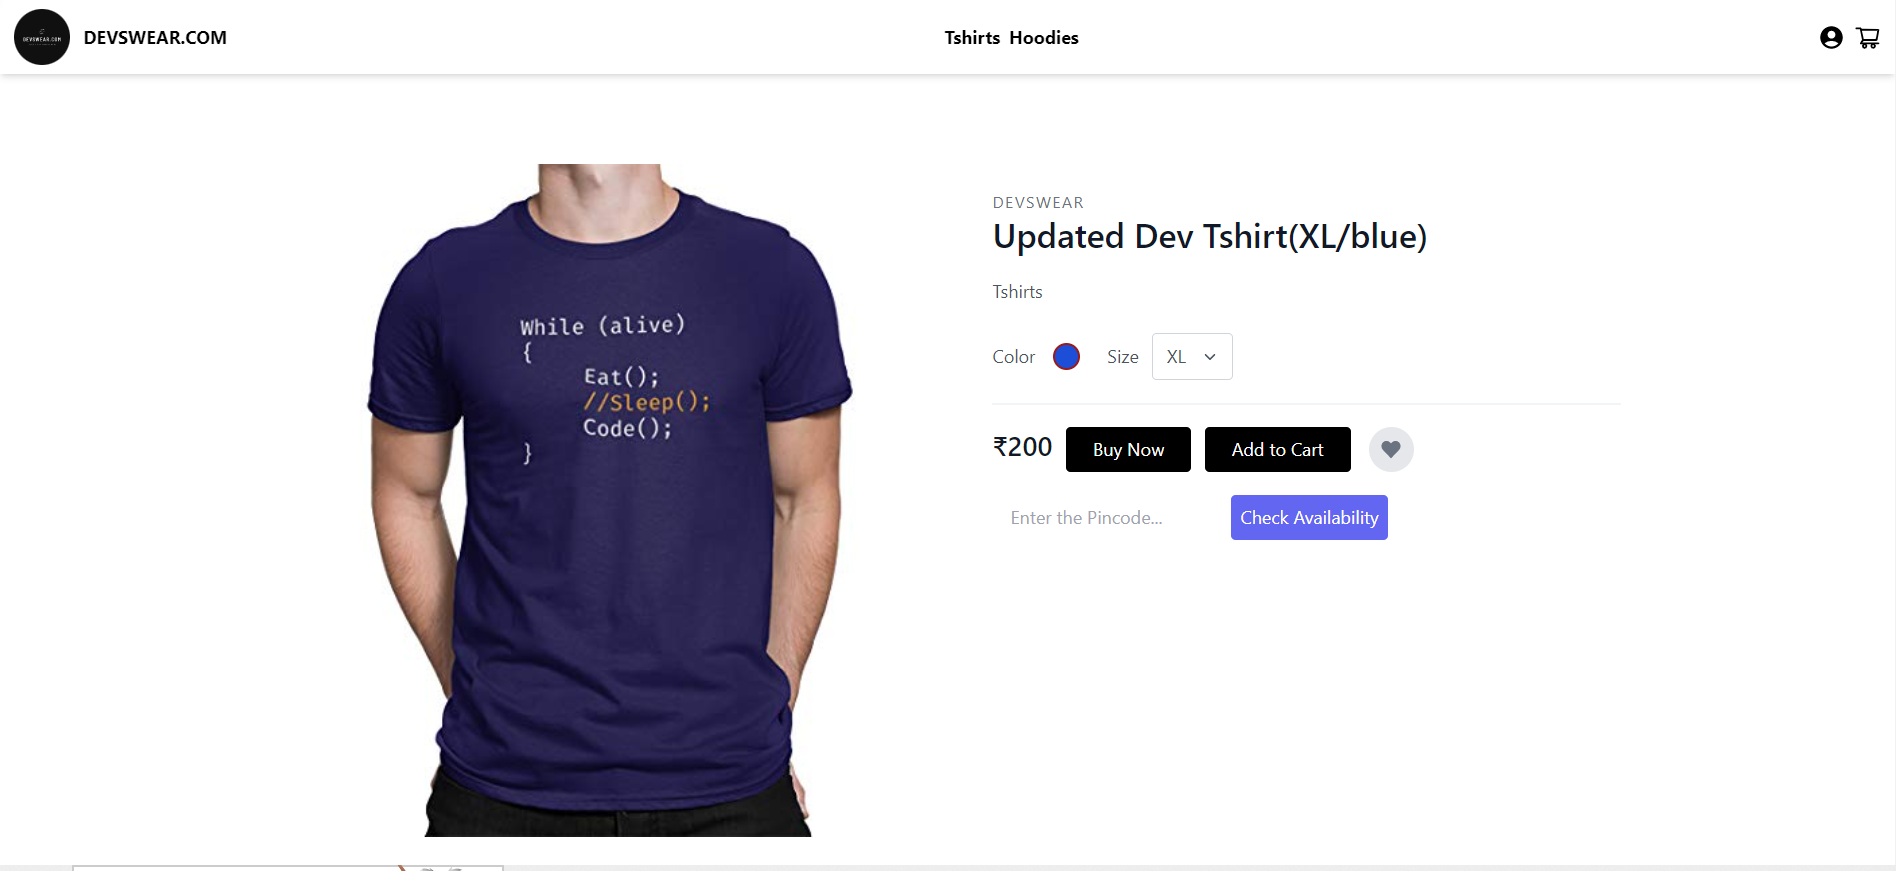 DEVSWEAR.COM
DEVSWEAR.COM
Tshirts Hoodies
While (alive)
{
Eat();
//Sleep();
Code();
}
DEVSWEAR
Updated Dev Tshirt(XL/blue)
Tshirts
Color
Size XL
₹200 Buy Now Add to Cart
Enter the Pincode... Check Availability